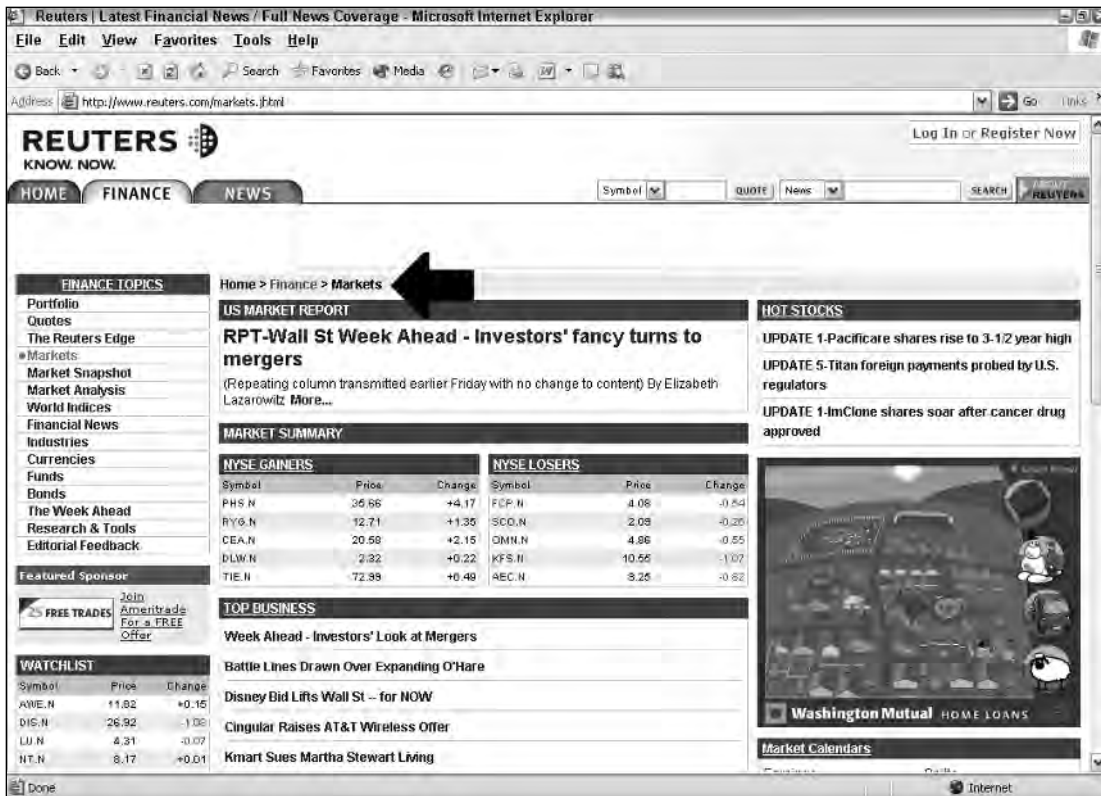 Reuters | Latest Financial News / Full News Coverage - Microsoft Internet Explorer
File Edit View Favorites Tools Help
Back Search Favorites Media
Address http://www.reuters.com/markets.jhtml Go Links
REUTERS
KNOW. NOW.
Log In or Register Now
HOME FINANCE NEWS Symbol QUOTE News SEARCH REUTERS
FINANCE TOPICS
Portfolio
Quotes
The Reuters Edge
Markets
Market Snapshot
Market Analysis
World Indices
Financial News
Industries
Currencies
Funds
Bonds
The Week Ahead
Research & Tools
Editorial Feedback
Featured Sponsor
25 FREE TRADES
Join
Ameritrade
For a FREE
Offer
WATCHLIST
Symbol Price Change
AWE.N 11.82 +0.15
DIS.N 26.92 -1.08
LU.N 4.31 -0.07
NT.N 8.17 +0.01
Home > Finance > Markets
US MARKET REPORT
RPT-Wall St Week Ahead - Investors' fancy turns to
mergers
(Repeating column transmitted earlier Friday with no change to content) By Elizabeth
Lazarowitz More...
MARKET SUMMARY
NYSE GAINERS
Symbol Price Change
PHS.N 35.66 +4.17
RYG.N 12.71 +1.35
CEA.N 20.58 +2.15
DLW.N 2.32 +0.22
TIE.N 72.99 +6.49
NYSE LOSERS
Symbol Price Change
FCP.N 4.08 -0.54
SCO.N 2.09 -0.26
OMN.N 4.86 -0.55
KFS.N 10.55 -1.07
AEC.N 8.25 -0.82
TOP BUSINESS
Week Ahead - Investors' Look at Mergers
Battle Lines Drawn Over Expanding O'Hare
Disney Bid Lifts Wall St -- for NOW
Cingular Raises AT&T Wireless Offer
Kmart Sues Martha Stewart Living
HOT STOCKS
UPDATE 1-Pacificare shares rise to 3-1/2 year high
UPDATE 5-Titan foreign payments probed by U.S.
regulators
UPDATE 1-ImClone shares soar after cancer drug
approved
Washington Mutual HOME LOANS
Market Calendars
Done Internet